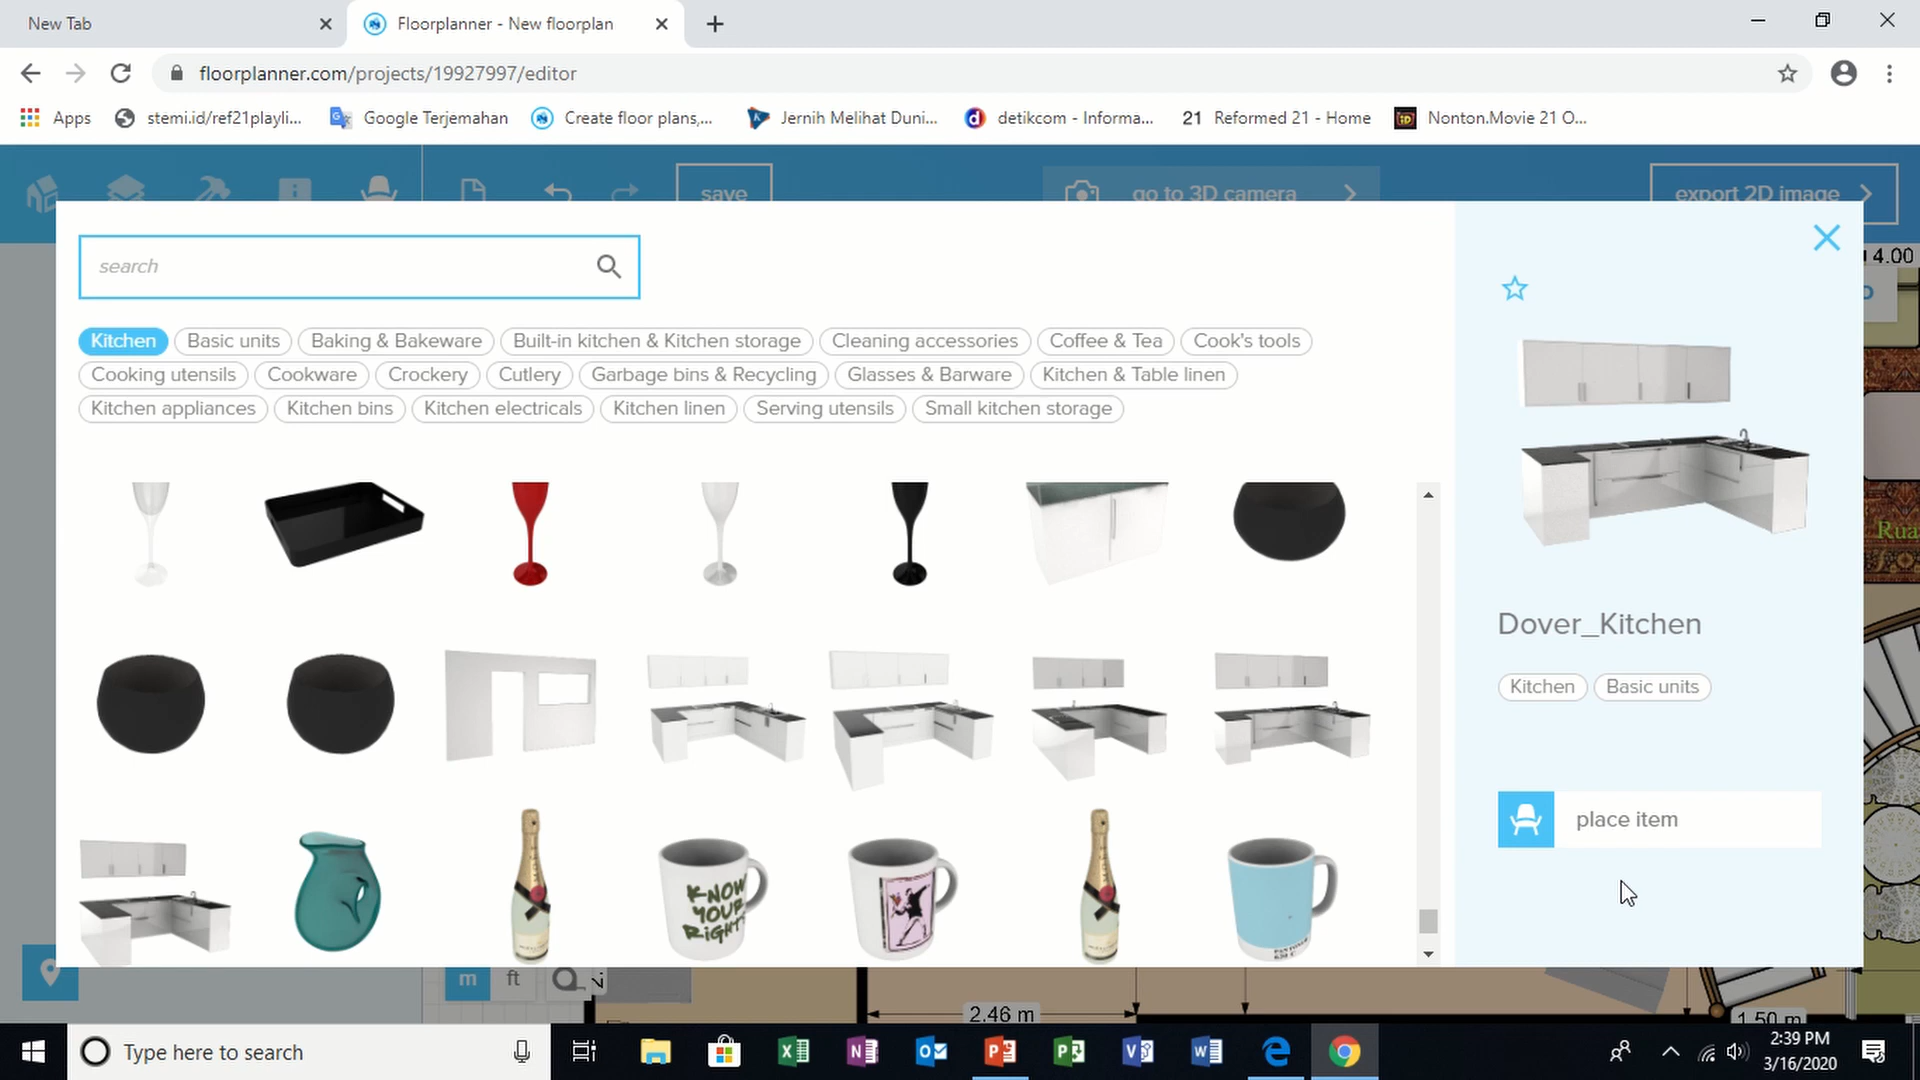 New Tab
Floorplanner - New floorplan
floorplanner.com/projects/19927997/editor
Apps
stemi.id/ref21playli...
Google Terjemahan
Create floor plans,...
Jernih Melihat Duni...
detikcom - Informa...
21 Reformed 21 - Home
Nonton.Movie 21 O...
save
go to 3D camera
export 2D image
search
4.00
Kitchen
Basic units
Baking & Bakeware
Built-in kitchen & Kitchen storage
Cleaning accessories
Coffee & Tea
Cook's tools
Cooking utensils
Cookware
Crockery
Cutlery
Garbage bins & Recycling
Glasses & Barware
Kitchen & Table linen
Kitchen appliances
Kitchen bins
Kitchen electricals
Kitchen linen
Serving utensils
Small kitchen storage
Rua
Dover_Kitchen
Kitchen
Basic units
place item
KNOW
YOUR
RIGHT
m
ft
2.46 m
1.50 m
Type here to search
2:39 PM
3/16/2020